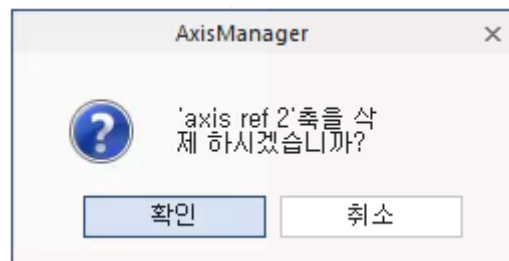 AxisManager
'axis ref 2'축을 삭
제 하시겠습니까?
확인
취소